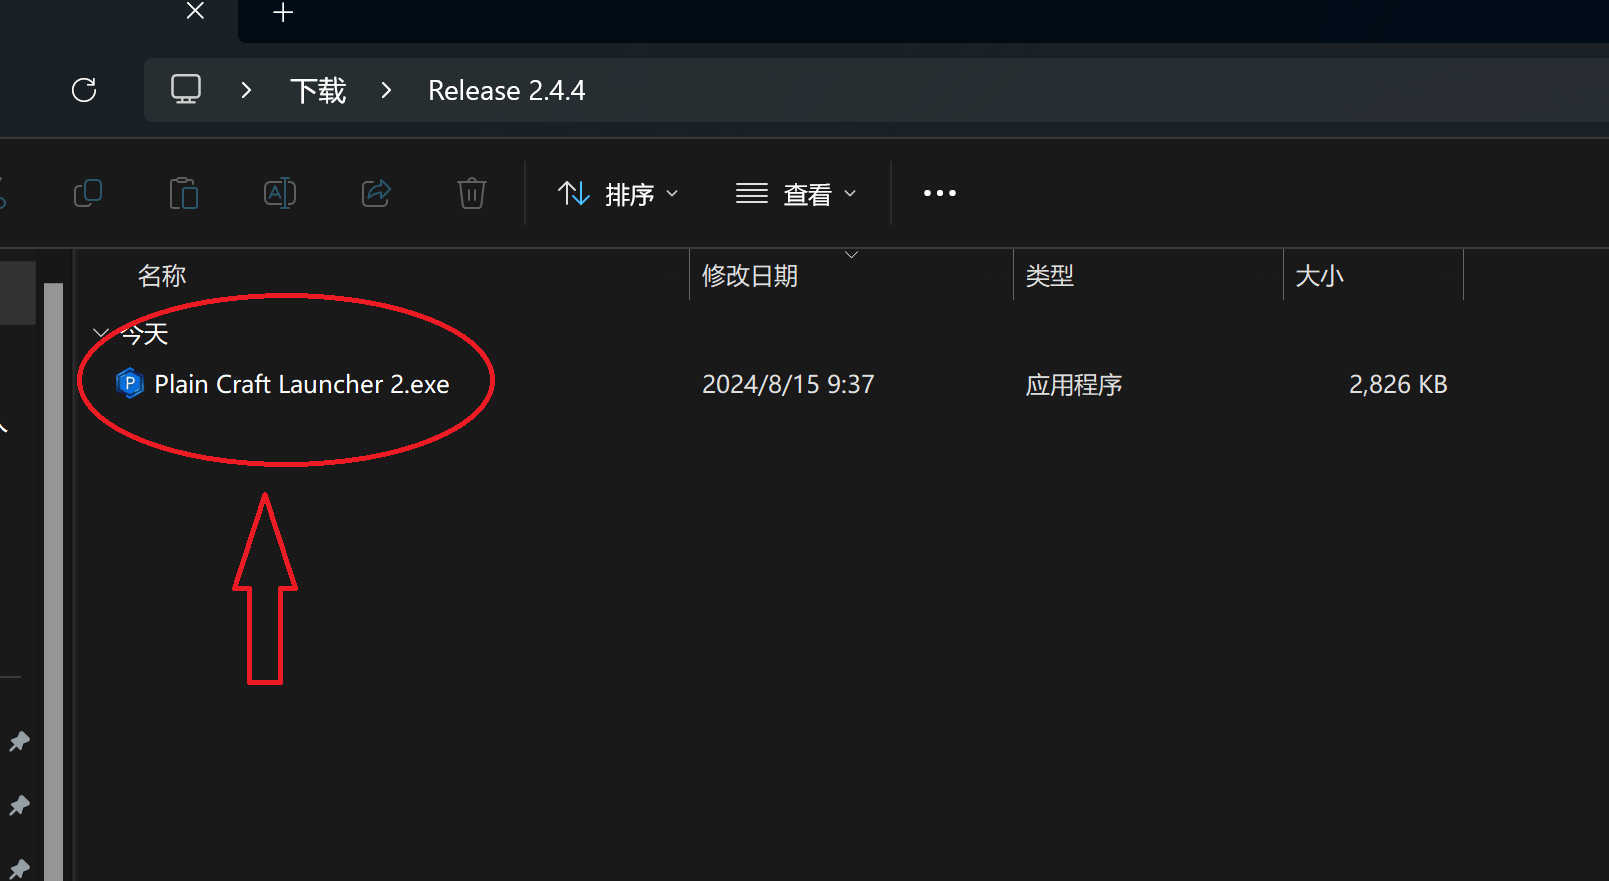 下载 Release 2.4.4
排序 查看
名称 修改日期 类型 大小
今天
Plain Craft Launcher 2.exe 2024/8/15 9:37 应用程序 2,826 KB